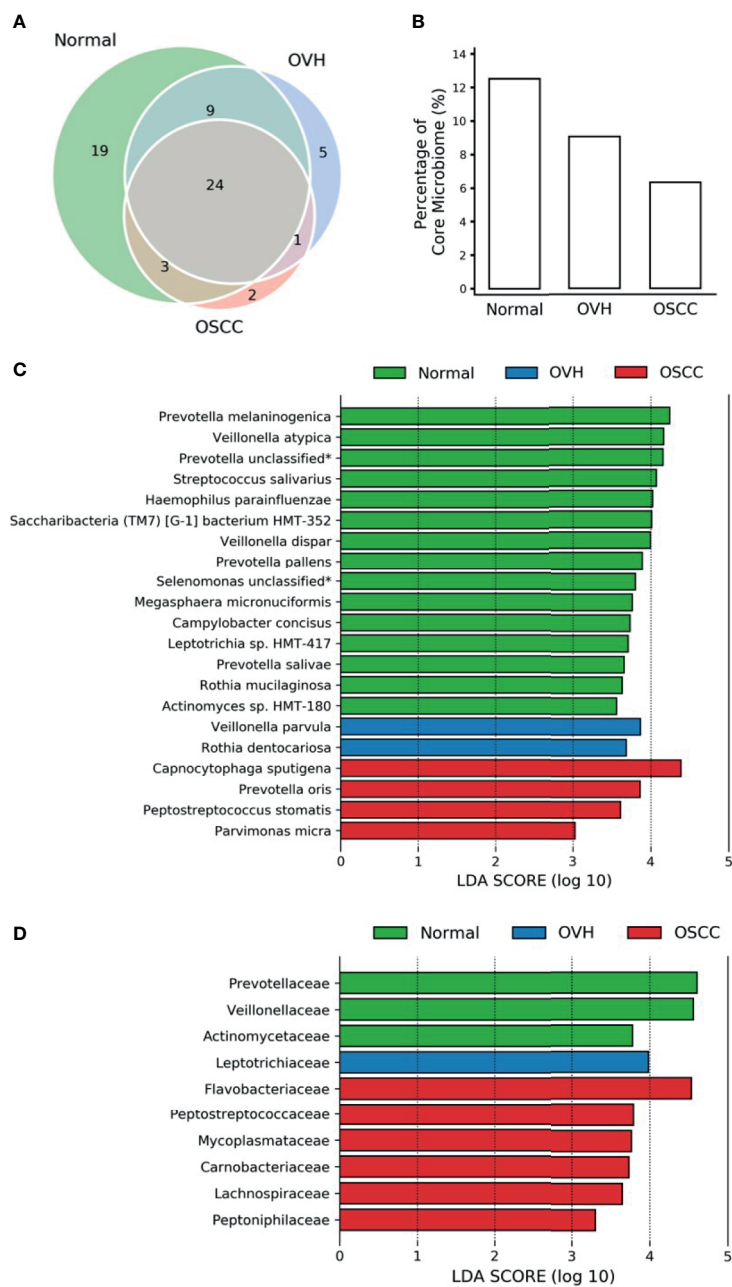 A
Normal
OVH
9
19
5
24
1
3
2
OSCC
B
Percentage of
Core Microbiome (%)
14
12
10
8
6
4
2
0
Normal OVH OSCC
C
Normal OVH OSCC
Prevotella melaninogenica
Veillonella atypica
Prevotella unclassified*
Streptococcus salivarius
Haemophilus parainfluenzae
Saccharibacteria (TM7) [G-1] bacterium HMT-352
Veillonella dispar
Prevotella pallens
Selenomonas unclassified*
Megasphaera micronuciformis
Campylobacter concisus
Leptotrichia sp. HMT-417
Prevotella salivae
Rothia mucilaginosa
Actinomyces sp. HMT-180
Veillonella parvula
Rothia dentocariosa
Capnocytophaga sputigena
Prevotella oris
Peptostreptococcus stomatis
Parvimonas micra
0 1 2 3 4 5
LDA SCORE (log 10)
D
Normal OVH OSCC
Prevotellaceae
Veillonellaceae
Actinomycetaceae
Leptotrichiaceae
Flavobacteriaceae
Peptostreptococcaceae
Mycoplasmataceae
Carnobacteriaceae
Lachnospiraceae
Peptoniphilaceae
0 1 2 3 4 5
LDA SCORE (log 10)